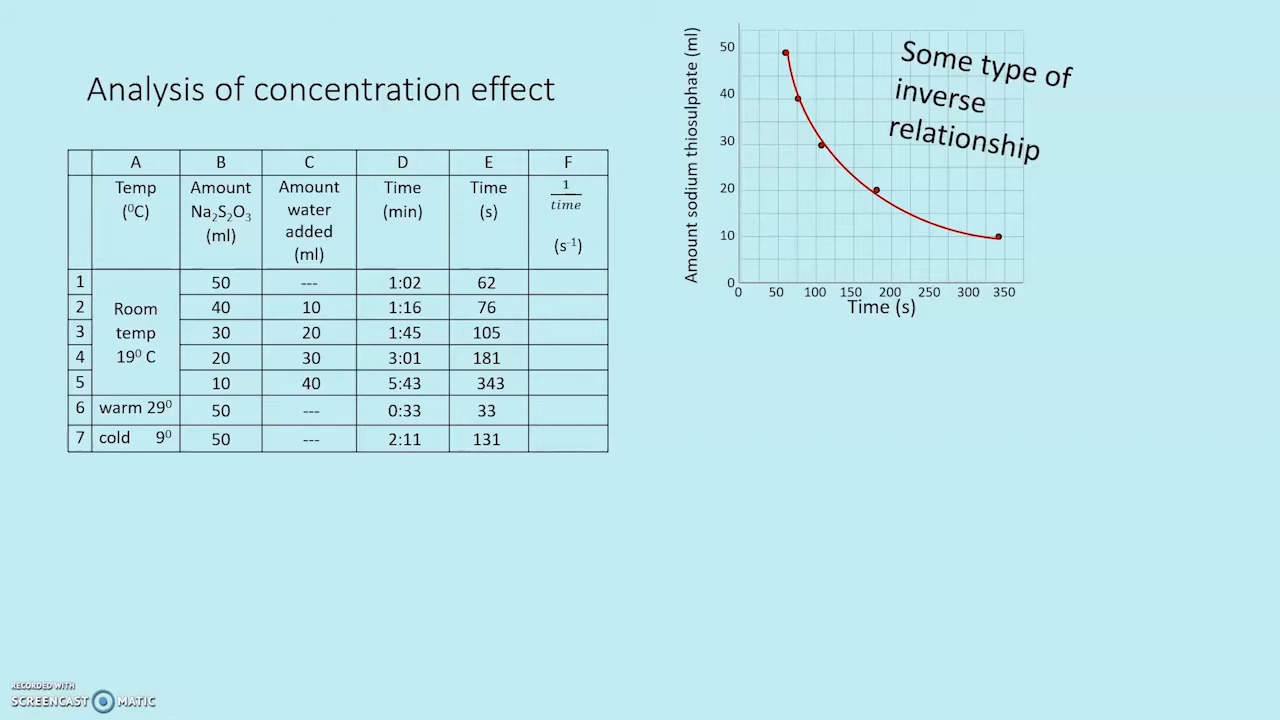 Analysis of concentration effect
A B C D E F
Temp (⁰C) Amount Na₂S₂O₃ (ml) Amount water added (ml) Time (min) Time (s) 1/time (s⁻¹)
1 Room temp 19⁰ C 50 --- 1:02 62
2 40 10 1:16 76
3 30 20 1:45 105
4 20 30 3:01 181
5 10 40 5:43 343
6 warm 29⁰ 50 --- 0:33 33
7 cold 9⁰ 50 --- 2:11 131
Amount sodium thiosulphate (ml)
50
40
30
20
10
0
0 50 100 150 200 250 300 350
Time (s)
Some type of
inverse
relationship
RECORDED WITH
SCREENCAST MATIC